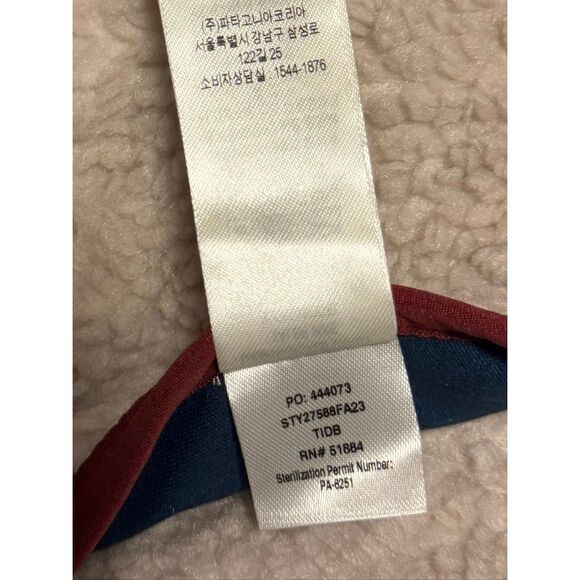 (주)파타고니아코리아
서울특별시 강남구 삼성로
122길 25
소비자상담실 : 1544-1876
PO: 444073
STY27588FA23
TIDB
RN# 51884
Sterilization Permit Number:
PA-6251